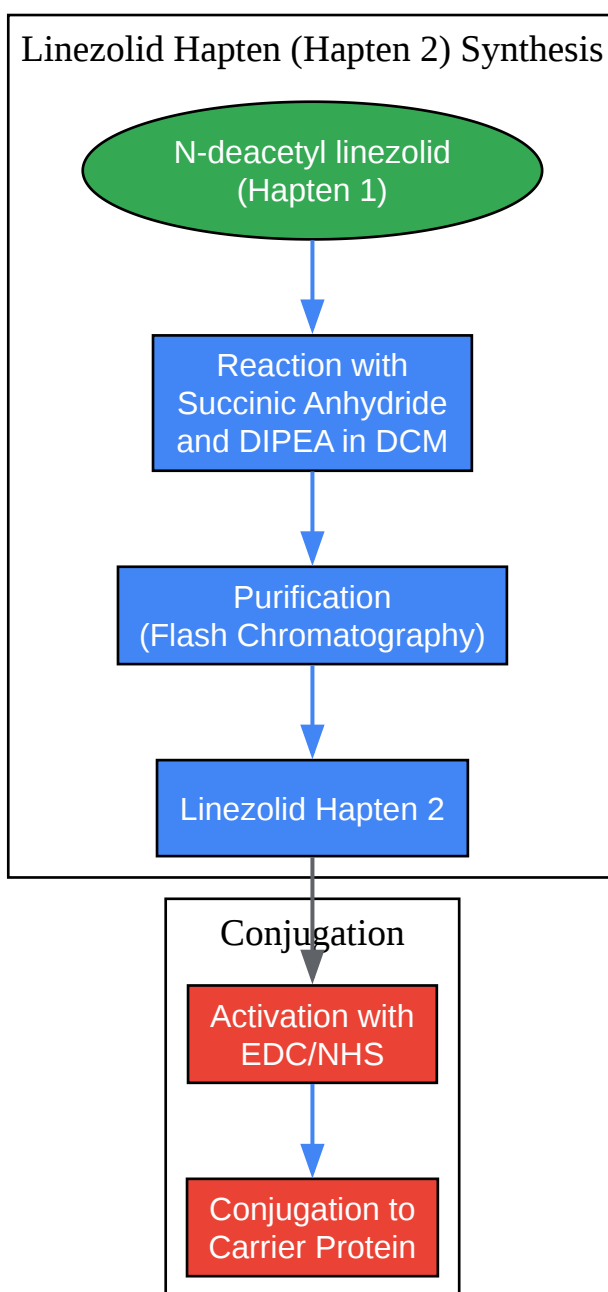 Linezolid Hapten (Hapten 2) Synthesis
N-deacetyl linezolid
(Hapten 1)
Reaction with
Succinic Anhydride
and DIPEA in DCM
Purification
(Flash Chromatography)
Linezolid Hapten 2
Conjugation
Activation with
EDC/NHS
Conjugation to
Carrier Protein